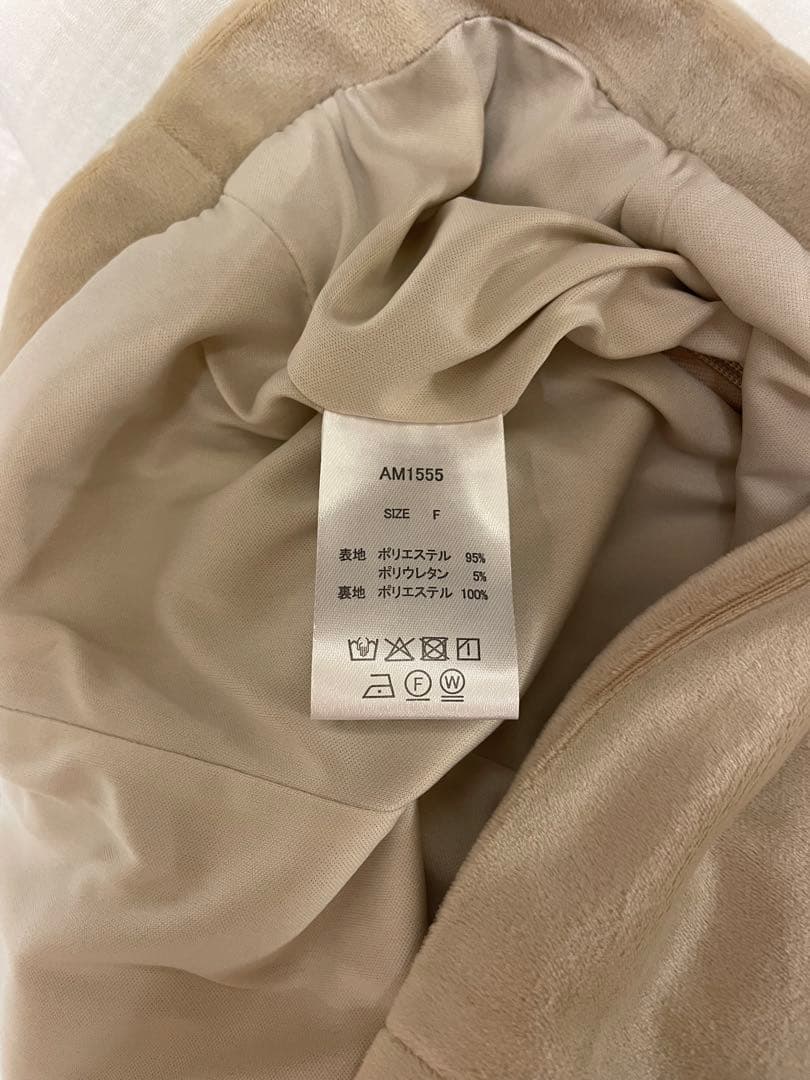 AM1555
SIZE F
表地 ポリエステル 95%
ポリウレタン 5%
裏地 ポリエステル 100%
F W